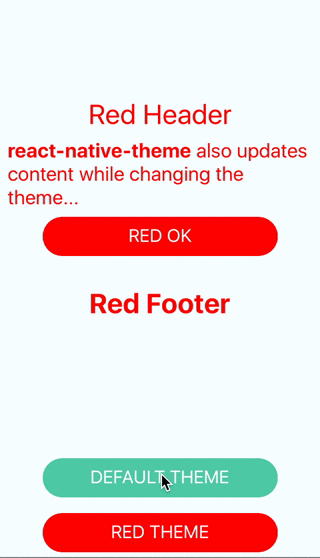 Red Header
react-native-theme also updates
content while changing the
theme...
RED OK
Red Footer
DEFAULT THEME
RED THEME